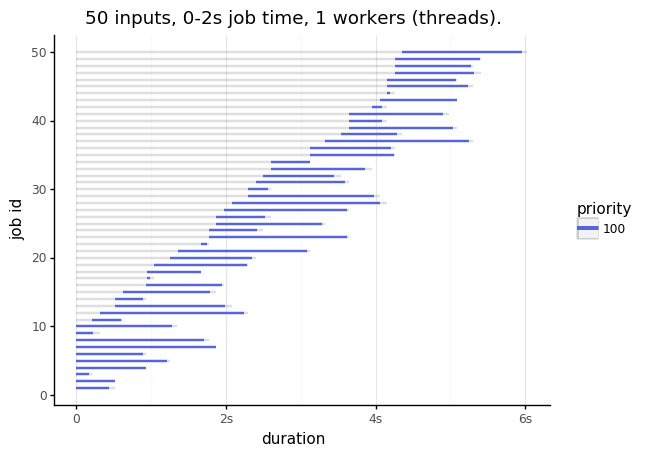 50 inputs, 0-2s job time, 1 workers (threads).
50
40
30
20
10
0
job id
0
2s
4s
6s
duration
priority
100